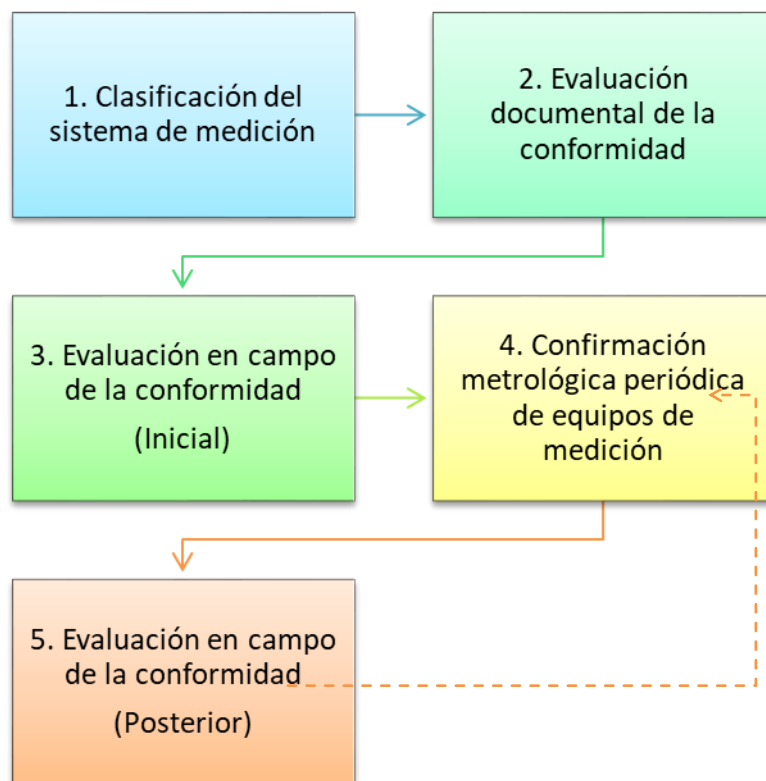 1. Clasificación del
sistema de medición
2. Evaluación
documental de la
conformidad
3. Evaluación en campo
de la conformidad
(Inicial)
4. Confirmación
metrológica periódica
de equipos de
medición
5. Evaluación en campo
de la conformidad
(Posterior)